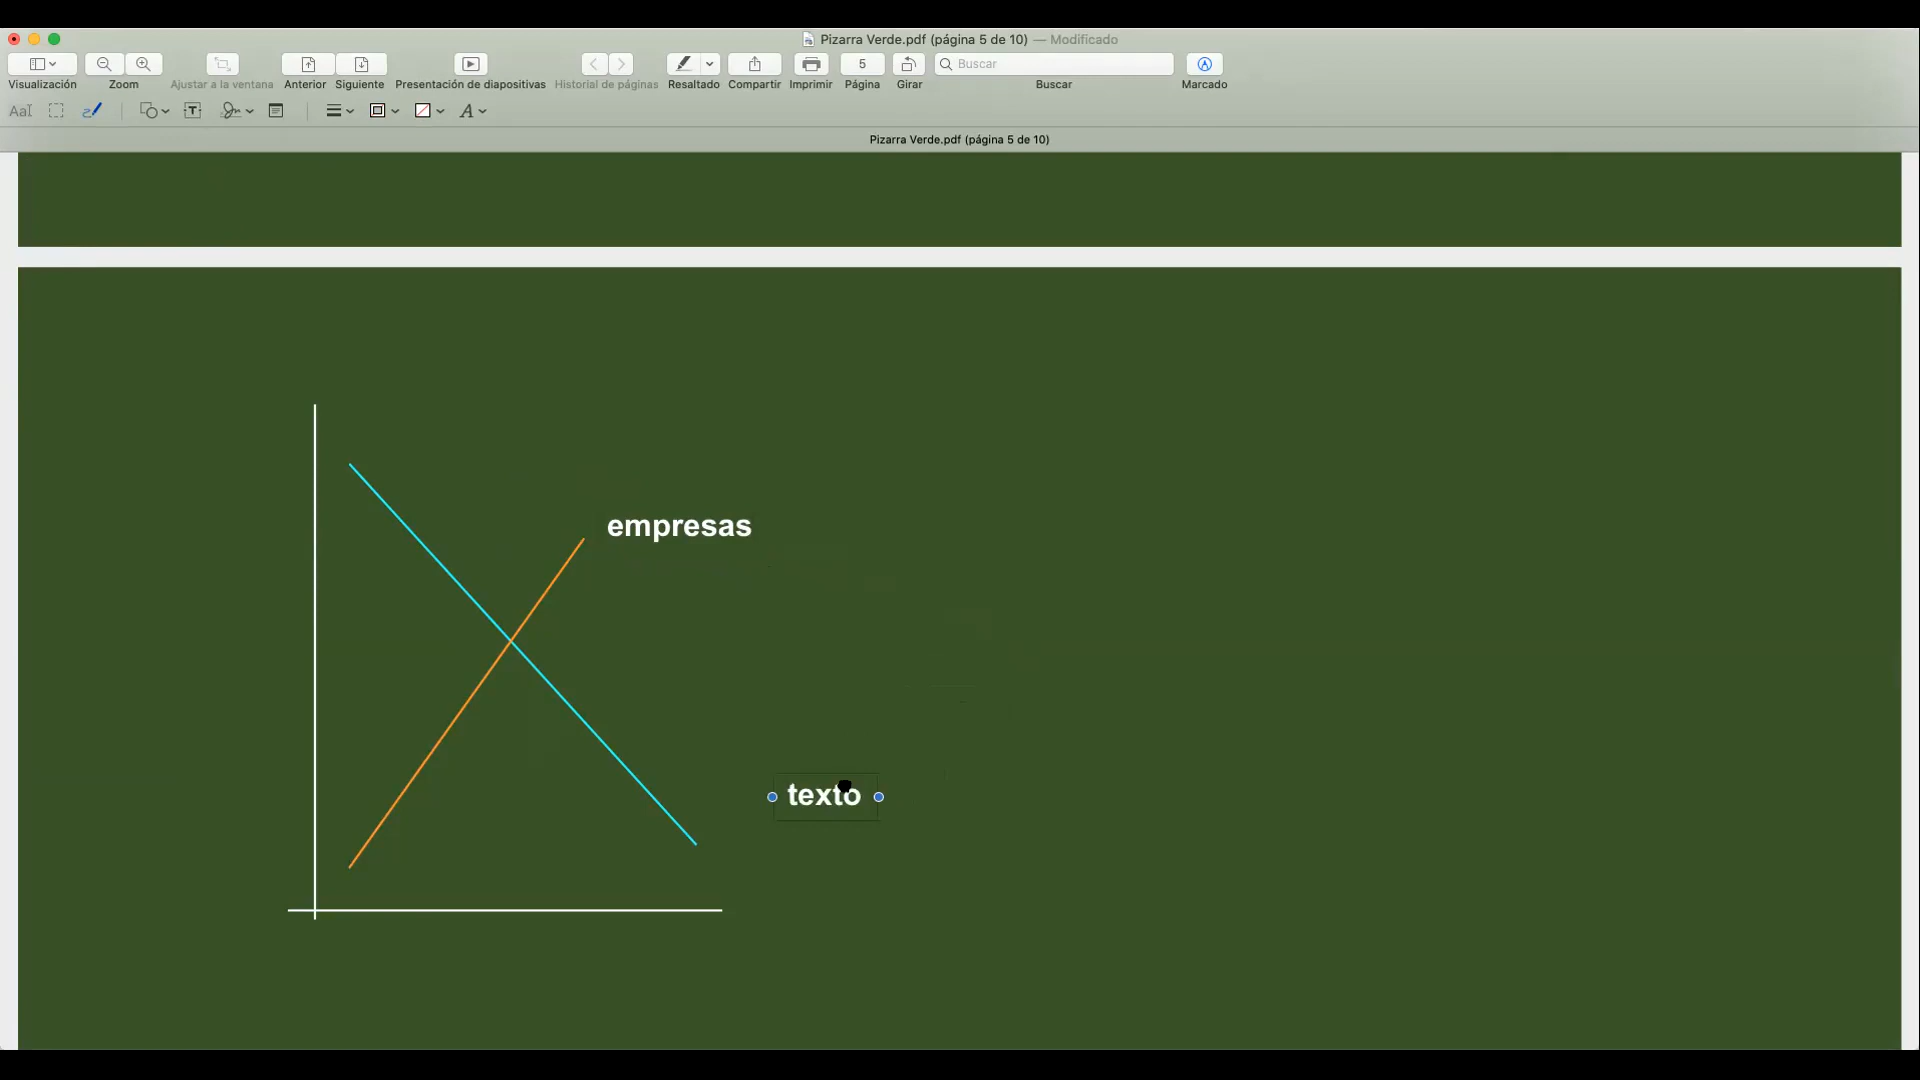 Pizarra Verde.pdf (página 5 de 10) — Modificado
5
Buscar
Visualización
Zoom
Ajustar a la ventana
Anterior
Siguiente
Presentación de diapositivas
Historial de páginas
Resaltado
Compartir
Imprimir
Página
Girar
Buscar
Marcado
AaI
T
A
Pizarra Verde.pdf (página 5 de 10)
empresas
texto